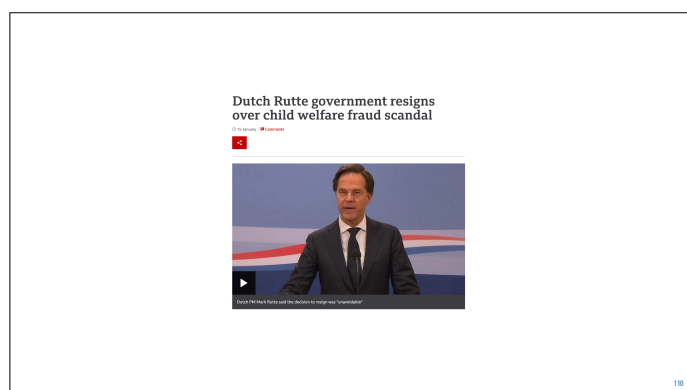 Dutch Rutte government resigns
over child welfare fraud scandal
15 January Comments
Dutch PM Mark Rutte said the decision to resign was "unavoidable"
110